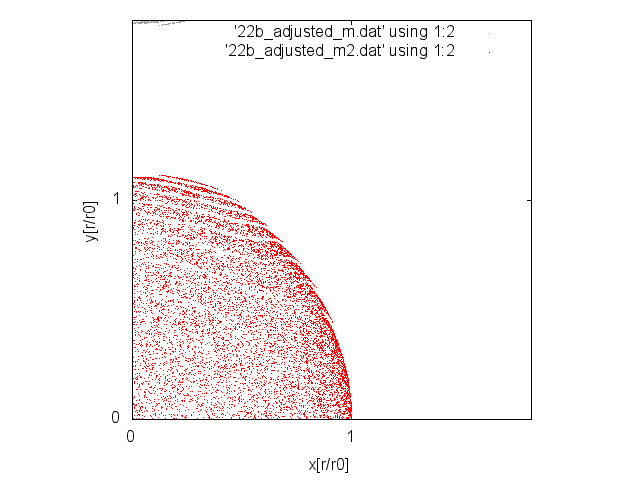 '22b_adjusted_m.dat' using 1:2
'22b_adjusted_m2.dat' using 1:2
1
y[r/r0]
0
0
1
x[r/r0]